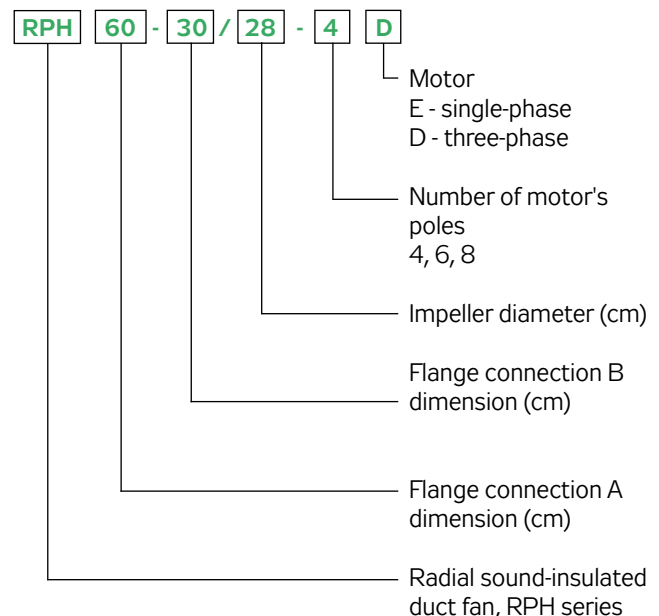 RPH 60 - 30 / 28 - 4 D
Motor
E - single-phase
D - three-phase
Number of motor's
poles
4, 6, 8
Impeller diameter (cm)
Flange connection B
dimension (cm)
Flange connection A
dimension (cm)
Radial sound-insulated
duct fan, RPH series